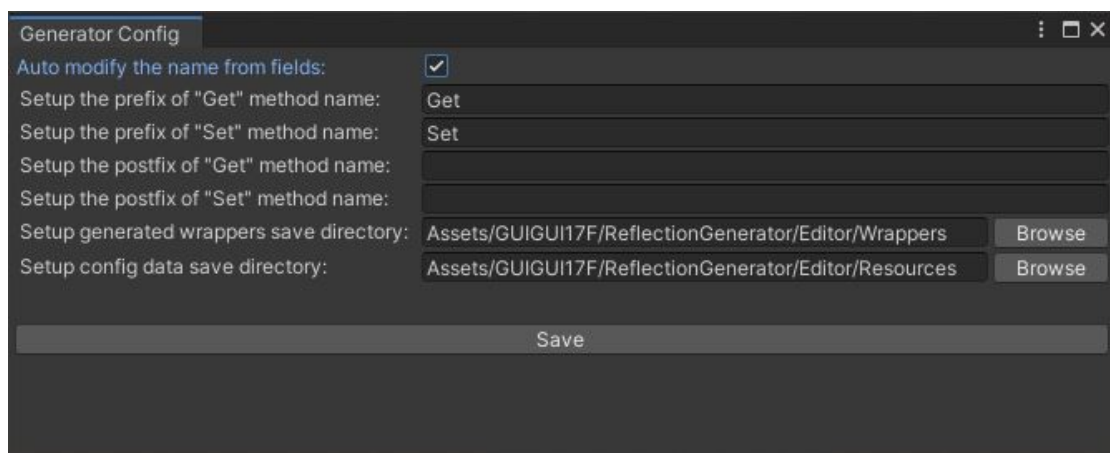 Generator Config
Auto modify the name from fields:
Setup the prefix of "Get" method name: Get
Setup the prefix of "Set" method name: Set
Setup the postfix of "Get" method name:
Setup the postfix of "Set" method name:
Setup generated wrappers save directory: Assets/GUIGUI17F/ReflectionGenerator/Editor/Wrappers Browse
Setup config data save directory: Assets/GUIGUI17F/ReflectionGenerator/Editor/Resources Browse
Save